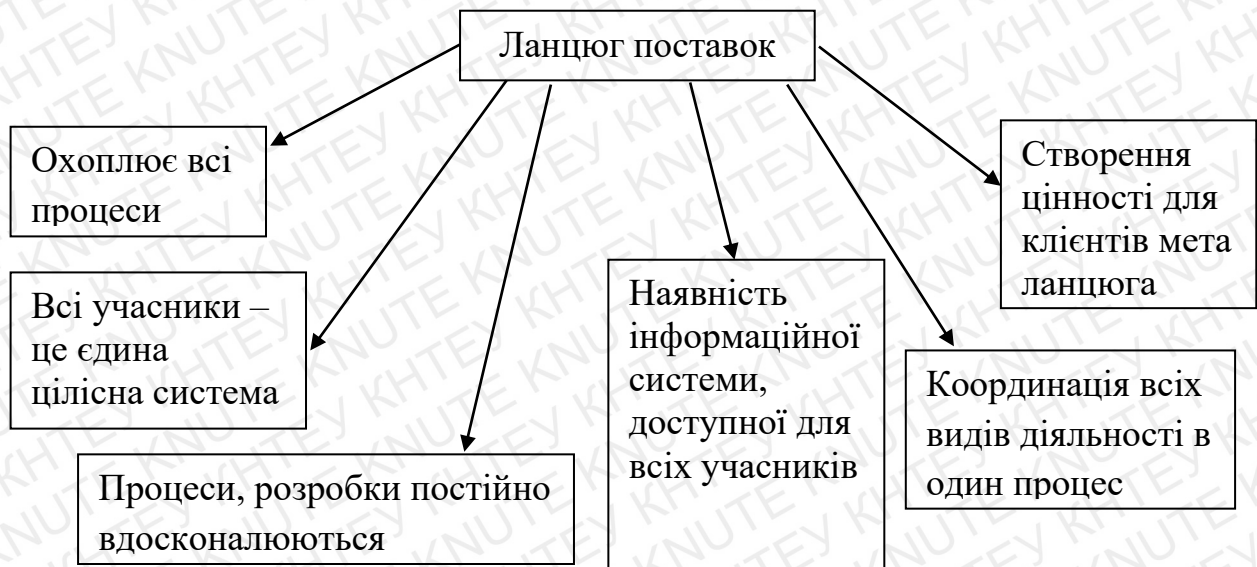 Ланцюг поставок
Охоплює всі
процеси
Всі учасники –
це єдина
цілісна система
Процеси, розробки постійно
вдосконалюються
Наявність
інформаційної
системи,
доступної для
всіх учасників
Створення
цінності для
клієнтів мета
ланцюга
Координація всіх
видів діяльності в
один процес